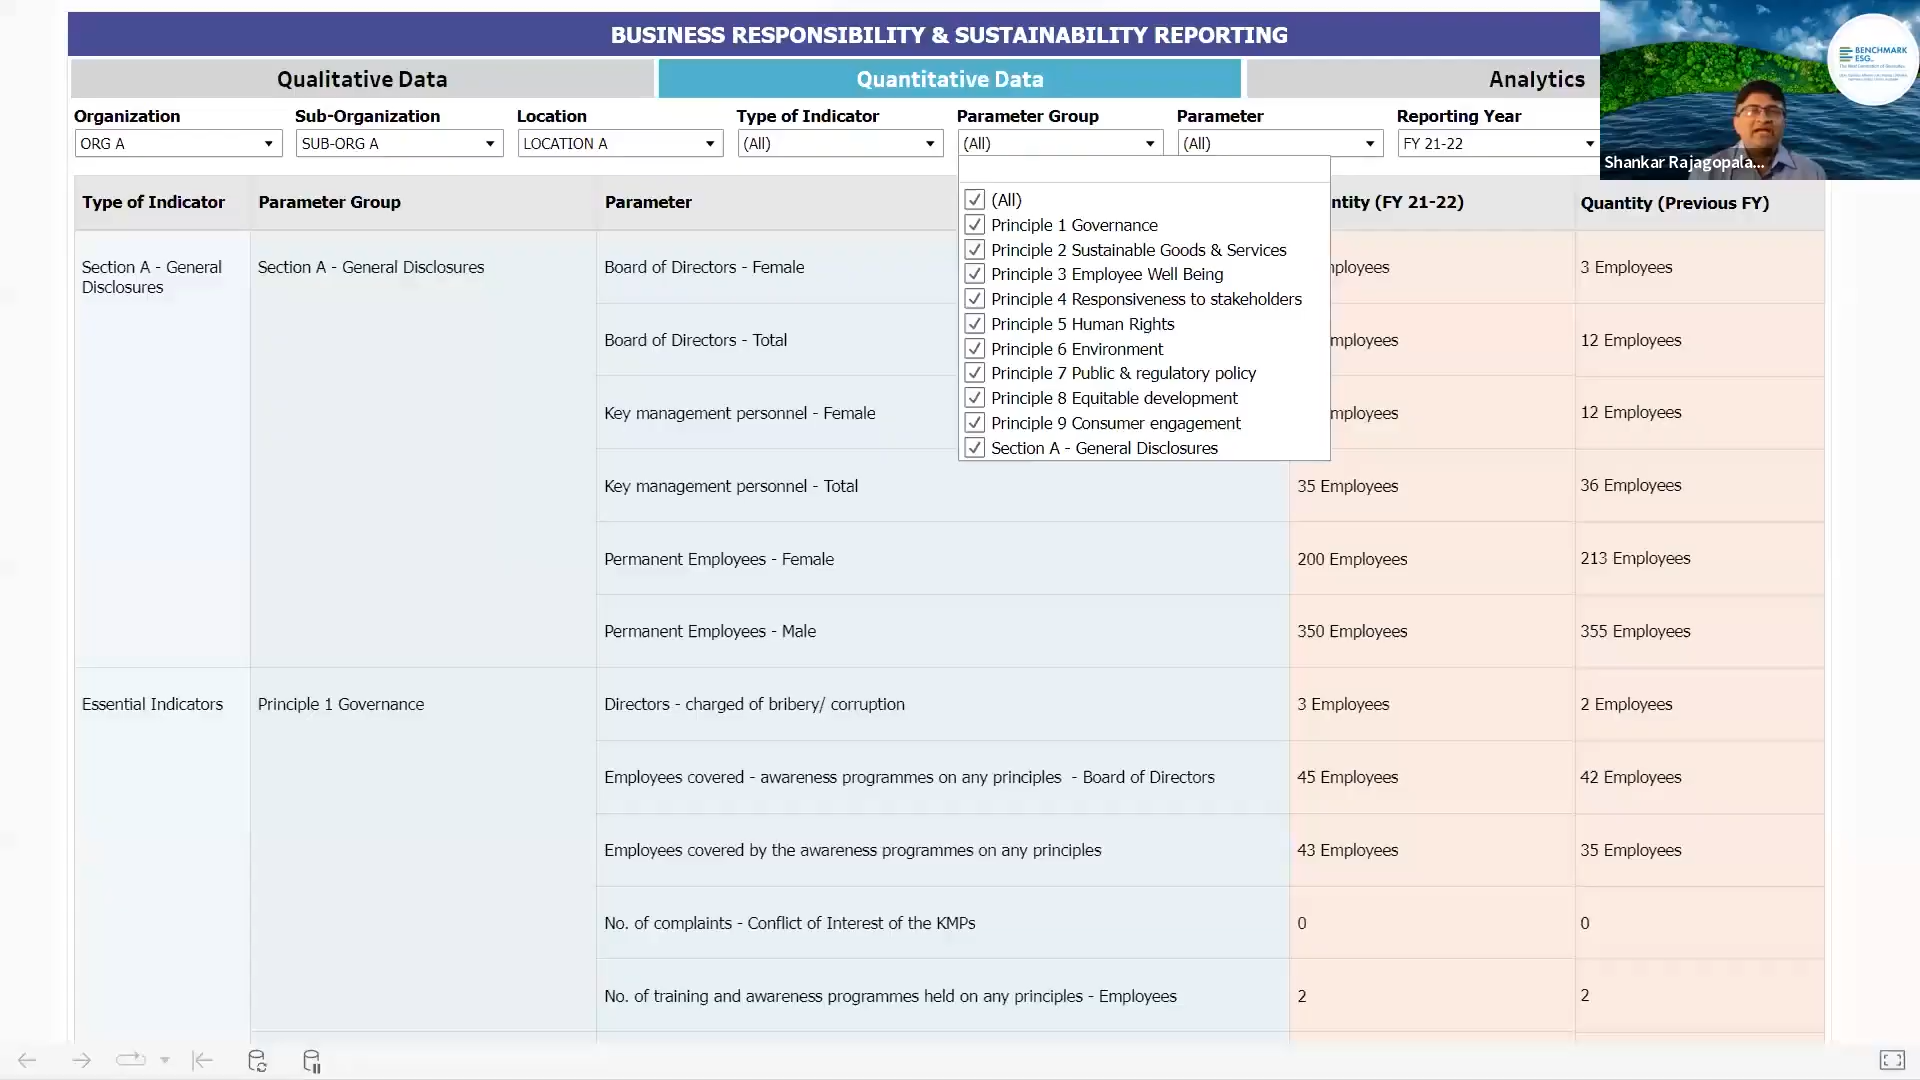 BUSINESS RESPONSIBILITY & SUSTAINABILITY REPORTING
BENCHMARK
ESG
Qualitative Data
Quantitative Data
Analytics
Organization
Sub-Organization
Location
Type of Indicator
Parameter Group
Parameter
Reporting Year
ORG A
SUB-ORG A
LOCATION A
(All)
(All)
(All)
FY 21-22
Shankar Rajagopala...
Type of Indicator
Parameter Group
Parameter
ntity (FY 21-22)
Quantity (Previous FY)
(All)
Principle 1 Governance
Principle 2 Sustainable Goods & Services
Principle 3 Employee Well Being
Principle 4 Responsiveness to stakeholders
Principle 5 Human Rights
Principle 6 Environment
Principle 7 Public & regulatory policy
Principle 8 Equitable development
Principle 9 Consumer engagement
Section A - General Disclosures
Section A - General
Disclosures
Section A - General Disclosures
Board of Directors - Female
mployees
3 Employees
Board of Directors - Total
mployees
12 Employees
Key management personnel - Female
mployees
12 Employees
Key management personnel - Total
35 Employees
36 Employees
Permanent Employees - Female
200 Employees
213 Employees
Permanent Employees - Male
350 Employees
355 Employees
Essential Indicators
Principle 1 Governance
Directors - charged of bribery/ corruption
3 Employees
2 Employees
Employees covered - awareness programmes on any principles  - Board of Directors
45 Employees
42 Employees
Employees covered by the awareness programmes on any principles
43 Employees
35 Employees
No. of complaints - Conflict of Interest of the KMPs
0
0
No. of training and awareness programmes held on any principles - Employees
2
2